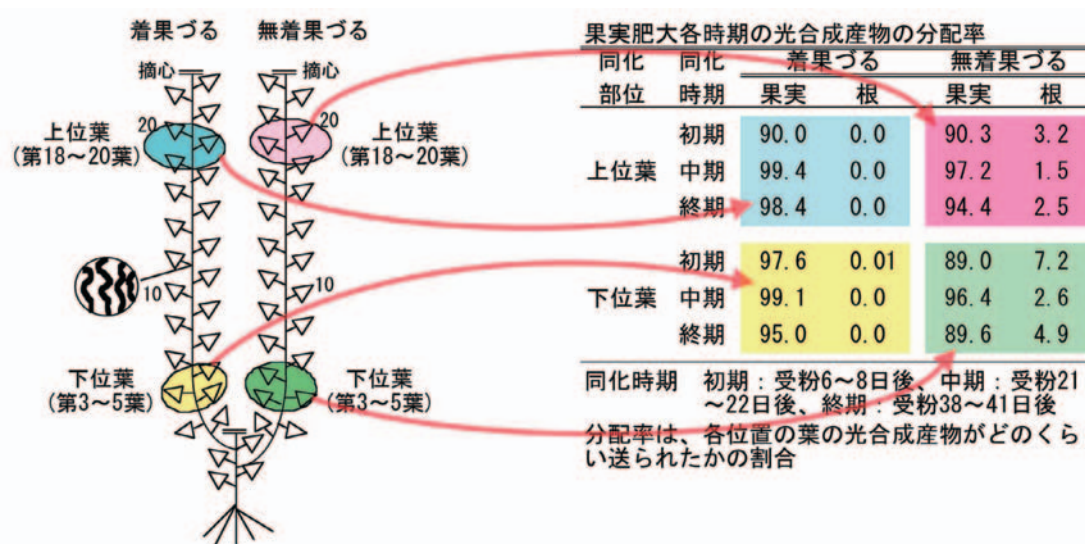 着果づる 無着果づる
摘心 摘心
20 20
上位葉 上位葉
(第18～20葉) (第18～20葉)
10 10
下位葉 下位葉
(第3～5葉) (第3～5葉)
果実肥大各時期の光合成産物の分配率
同化 同化 着果づる 無着果づる
部位 時期 果実 根 果実 根
初期 90.0 0.0 90.3 3.2
上位葉 中期 99.4 0.0 97.2 1.5
終期 98.4 0.0 94.4 2.5
初期 97.6 0.01 89.0 7.2
下位葉 中期 99.1 0.0 96.4 2.6
終期 95.0 0.0 89.6 4.9
同化時期 初期：受粉6～8日後、中期：受粉21
～22日後、終期：受粉38～41日後
分配率は、各位置の葉の光合成産物がどのくら
い送られたかの割合